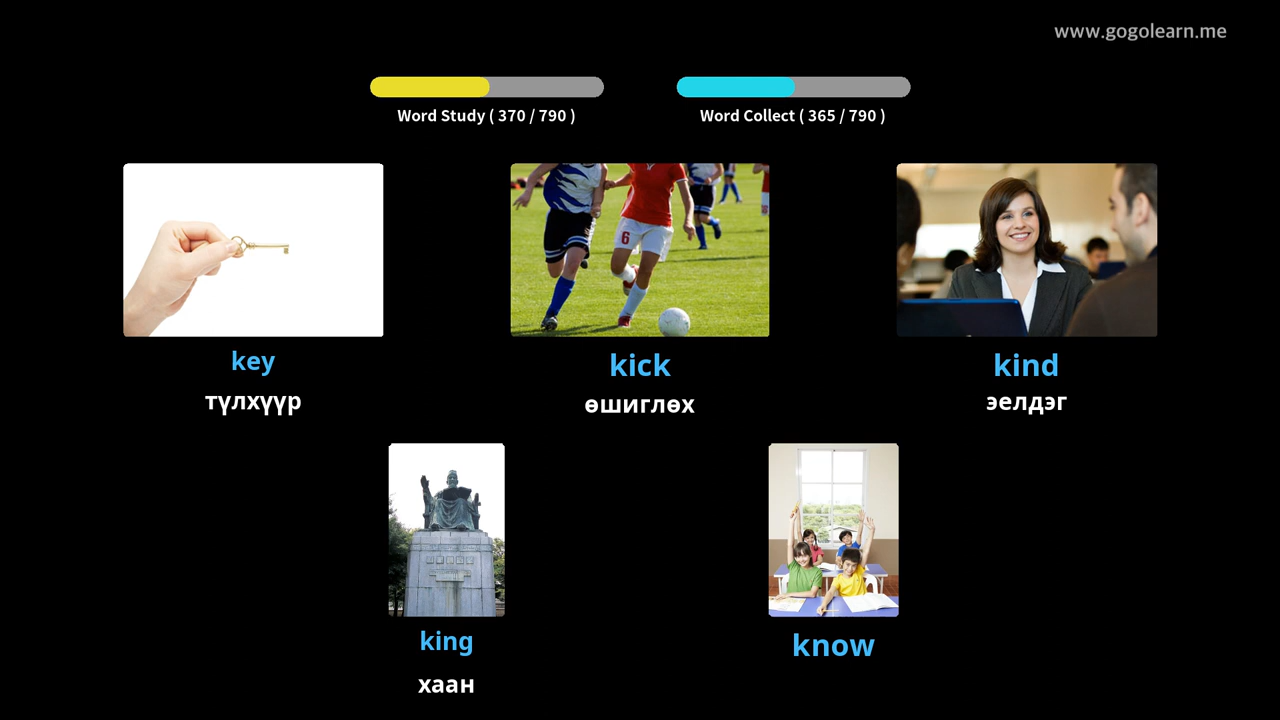 www.gogolearn.me
Word Study ( 370 / 790 )
Word Collect ( 365 / 790 )
key
kick
kind
түлхүүр
өшиглөх
эелдэг
6
king
know
хаан